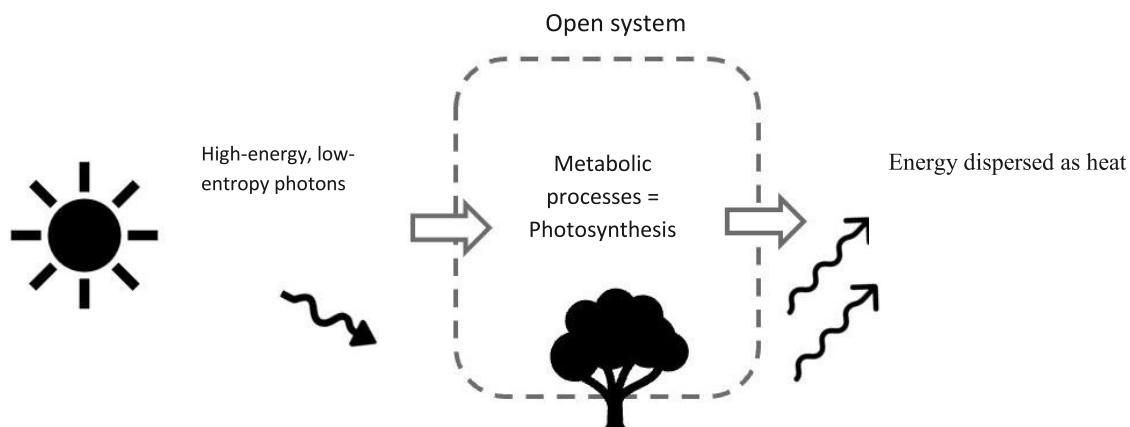 Open system
High-energy, low-
entropy photons
Metabolic
processes =
Photosynthesis
Energy dispersed as heat